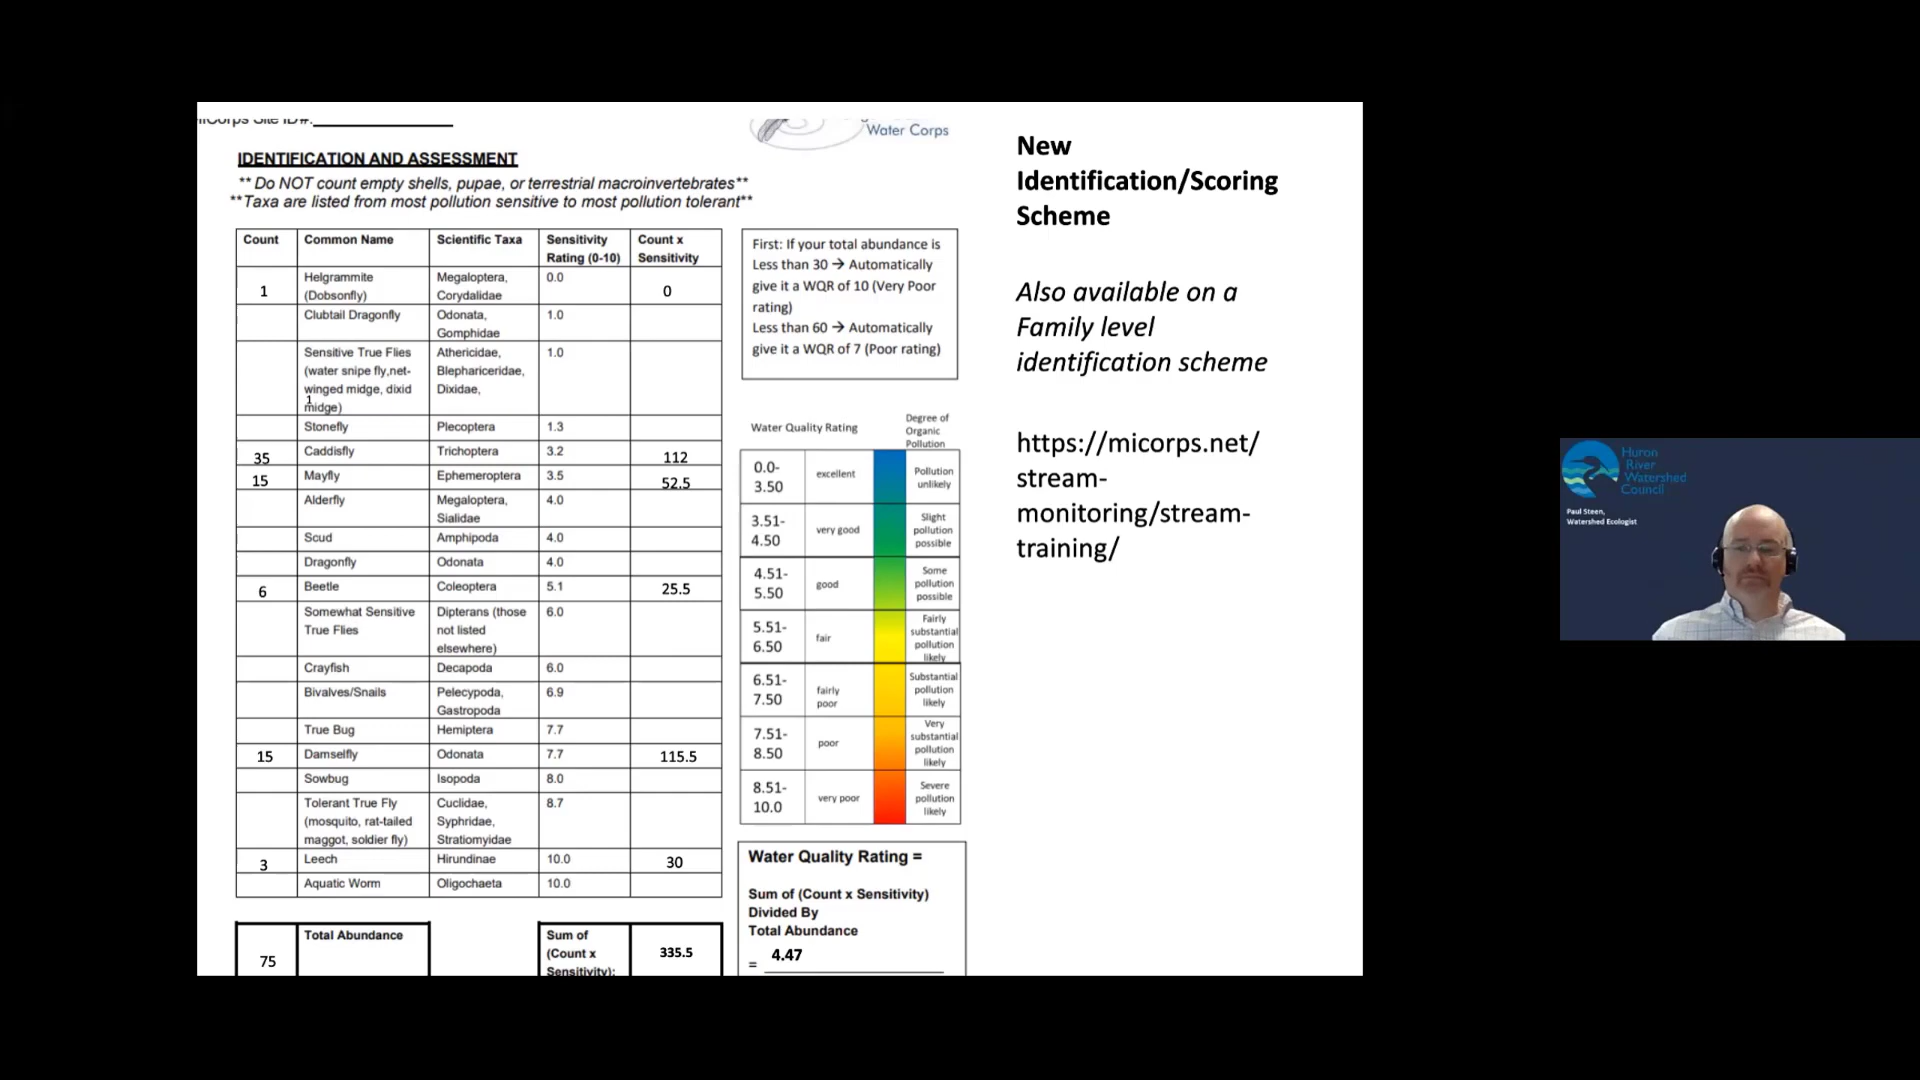 Water Corps
IDENTIFICATION AND ASSESSMENT
** Do NOT count empty shells, pupae, or terrestrial macroinvertebrates**
**Taxa are listed from most pollution sensitive to most pollution tolerant**
Count Common Name Scientific Taxa Sensitivity Rating (0-10) Count x Sensitivity
1 Helgrammite (Dobsonfly) Megaloptera, Corydalidae 0.0 0
Clubtail Dragonfly Odonata, Gomphidae 1.0
Sensitive True Flies (water snipe fly,net-winged midge, dixid midge) Athericidae, Blephariceridae, Dixidae, 1.0
1
Stonefly Plecoptera 1.3
35 Caddisfly Trichoptera 3.2 112
15 Mayfly Ephemeroptera 3.5 52.5
Alderfly Megaloptera, Sialidae 4.0
Scud Amphipoda 4.0
Dragonfly Odonata 4.0
6 Beetle Coleoptera 5.1 25.5
Somewhat Sensitive True Flies Dipterans (those not listed elsewhere) 6.0
Crayfish Decapoda 6.0
Bivalves/Snails Pelecypoda, Gastropoda 6.9
True Bug Hemiptera 7.7
15 Damselfly Odonata 7.7 115.5
Sowbug Isopoda 8.0
Tolerant True Fly (mosquito, rat-tailed maggot, soldier fly) Cuclidae, Syphridae, Stratiomyidae 8.7
3 Leech Hirundinae 10.0 30
Aquatic Worm Oligochaeta 10.0
75 Total Abundance
Sum of (Count x Sensitivity): 335.5
First: If your total abundance is
Less than 30 → Automatically
give it a WQR of 10 (Very Poor
rating)
Less than 60 → Automatically
give it a WQR of 7 (Poor rating)
Water Quality Rating Degree of Organic Pollution
0.0-3.50 excellent Pollution unlikely
3.51-4.50 very good Slight pollution possible
4.51-5.50 good Some pollution possible
5.51-6.50 fair Fairly substantial pollution likely
6.51-7.50 fairly poor Substantial pollution likely
7.51-8.50 poor Very substantial pollution likely
8.51-10.0 very poor Severe pollution likely
Water Quality Rating =
Sum of (Count x Sensitivity)
Divided By
Total Abundance
= 4.47
New
Identification/Scoring
Scheme
Also available on a
Family level
identification scheme
https://micorps.net/
stream-
monitoring/stream-
training/
Huron
River
Watershed
Council
Paul Steen,
Watershed Ecologist